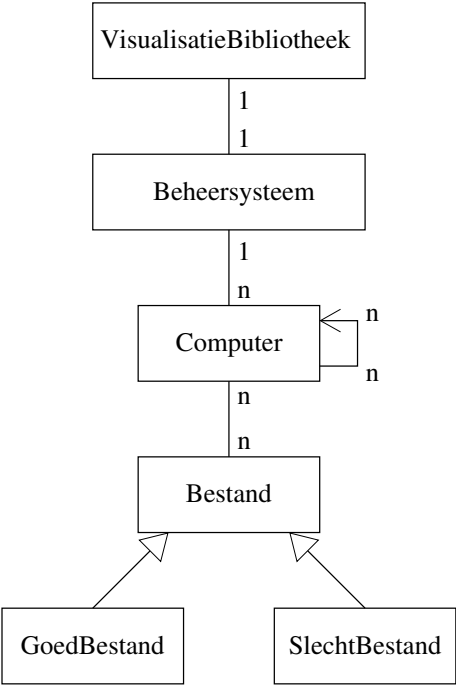 VisualisatieBibliotheek
1
1
Beheersysteem
1
n
Computer
n
n
n
n
Bestand
GoedBestand
SlechtBestand